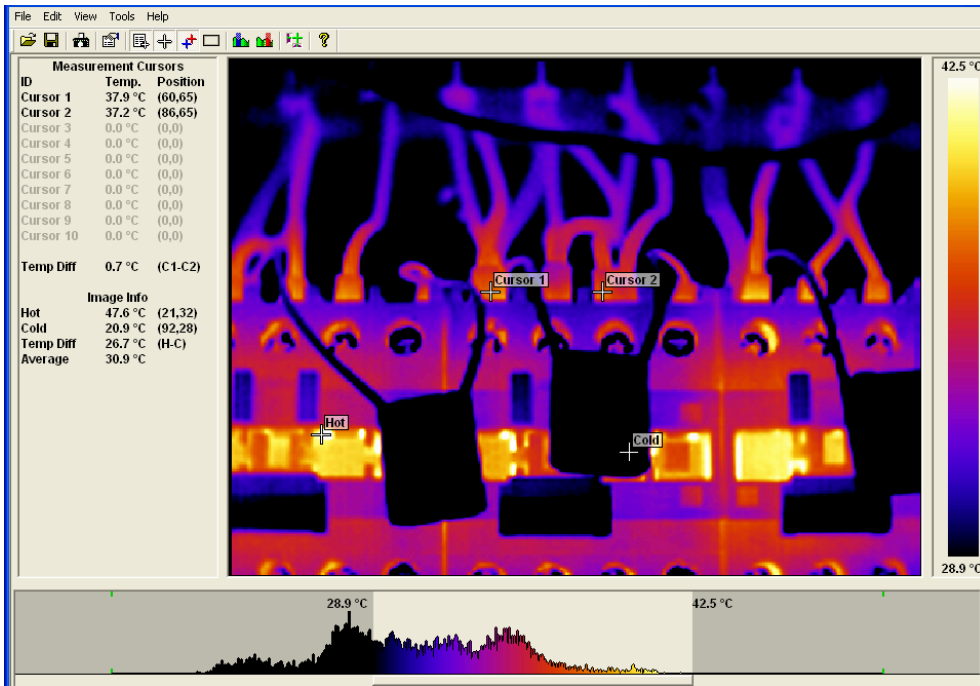 File Edit View Tools Help
Measurement Cursors
ID Temp. Position
Cursor 1 37.9 °C (60,65)
Cursor 2 37.2 °C (86,65)
Cursor 3 0.0 °C (0,0)
Cursor 4 0.0 °C (0,0)
Cursor 5 0.0 °C (0,0)
Cursor 6 0.0 °C (0,0)
Cursor 7 0.0 °C (0,0)
Cursor 8 0.0 °C (0,0)
Cursor 9 0.0 °C (0,0)
Cursor 10 0.0 °C (0,0)
Temp Diff 0.7 °C (C1-C2)
Image Info
Hot 47.6 °C (21,32)
Cold 20.9 °C (92,28)
Temp Diff 26.7 °C (H-C)
Average 30.9 °C
Cursor 1
Cursor 2
Hot
Cold
42.5 °C
28.9 °C
28.9 °C 42.5 °C